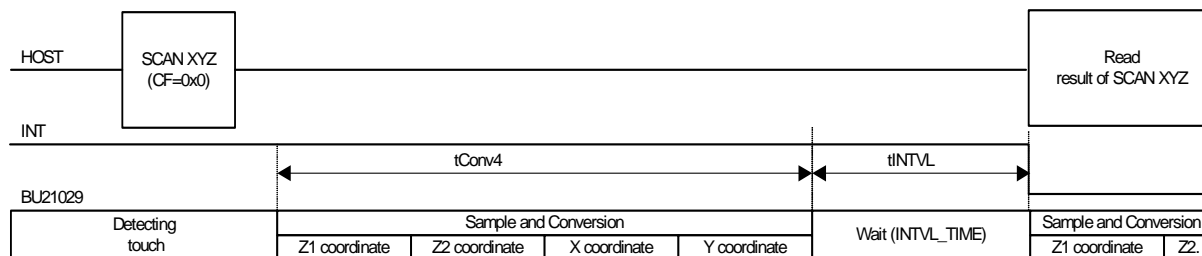 HOST
SCAN XYZ
(CF=0x0)
Read
result of SCAN XYZ
INT
tConv4
tINTVL
BU21029
Detecting
touch
Sample and Conversion
Z1 coordinate
Z2 coordinate
X coordinate
Y coordinate
Wait (INTVL_TIME)
Sample and Conversion
Z1 coordinate
Z2.